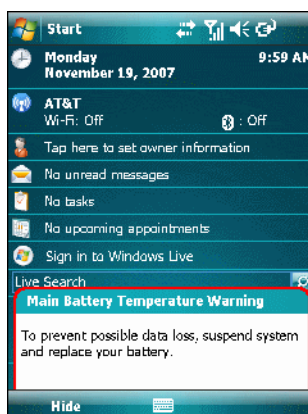 Start
Monday 9:59 AM
November 19, 2007
AT&T
Wi-Fi: Off : Off
Tap here to set owner information
No unread messages
No tasks
No upcoming appointments
Sign in to Windows Live
Live Search
Main Battery Temperature Warning
To prevent possible data loss, suspend system
and replace your battery.
Hide